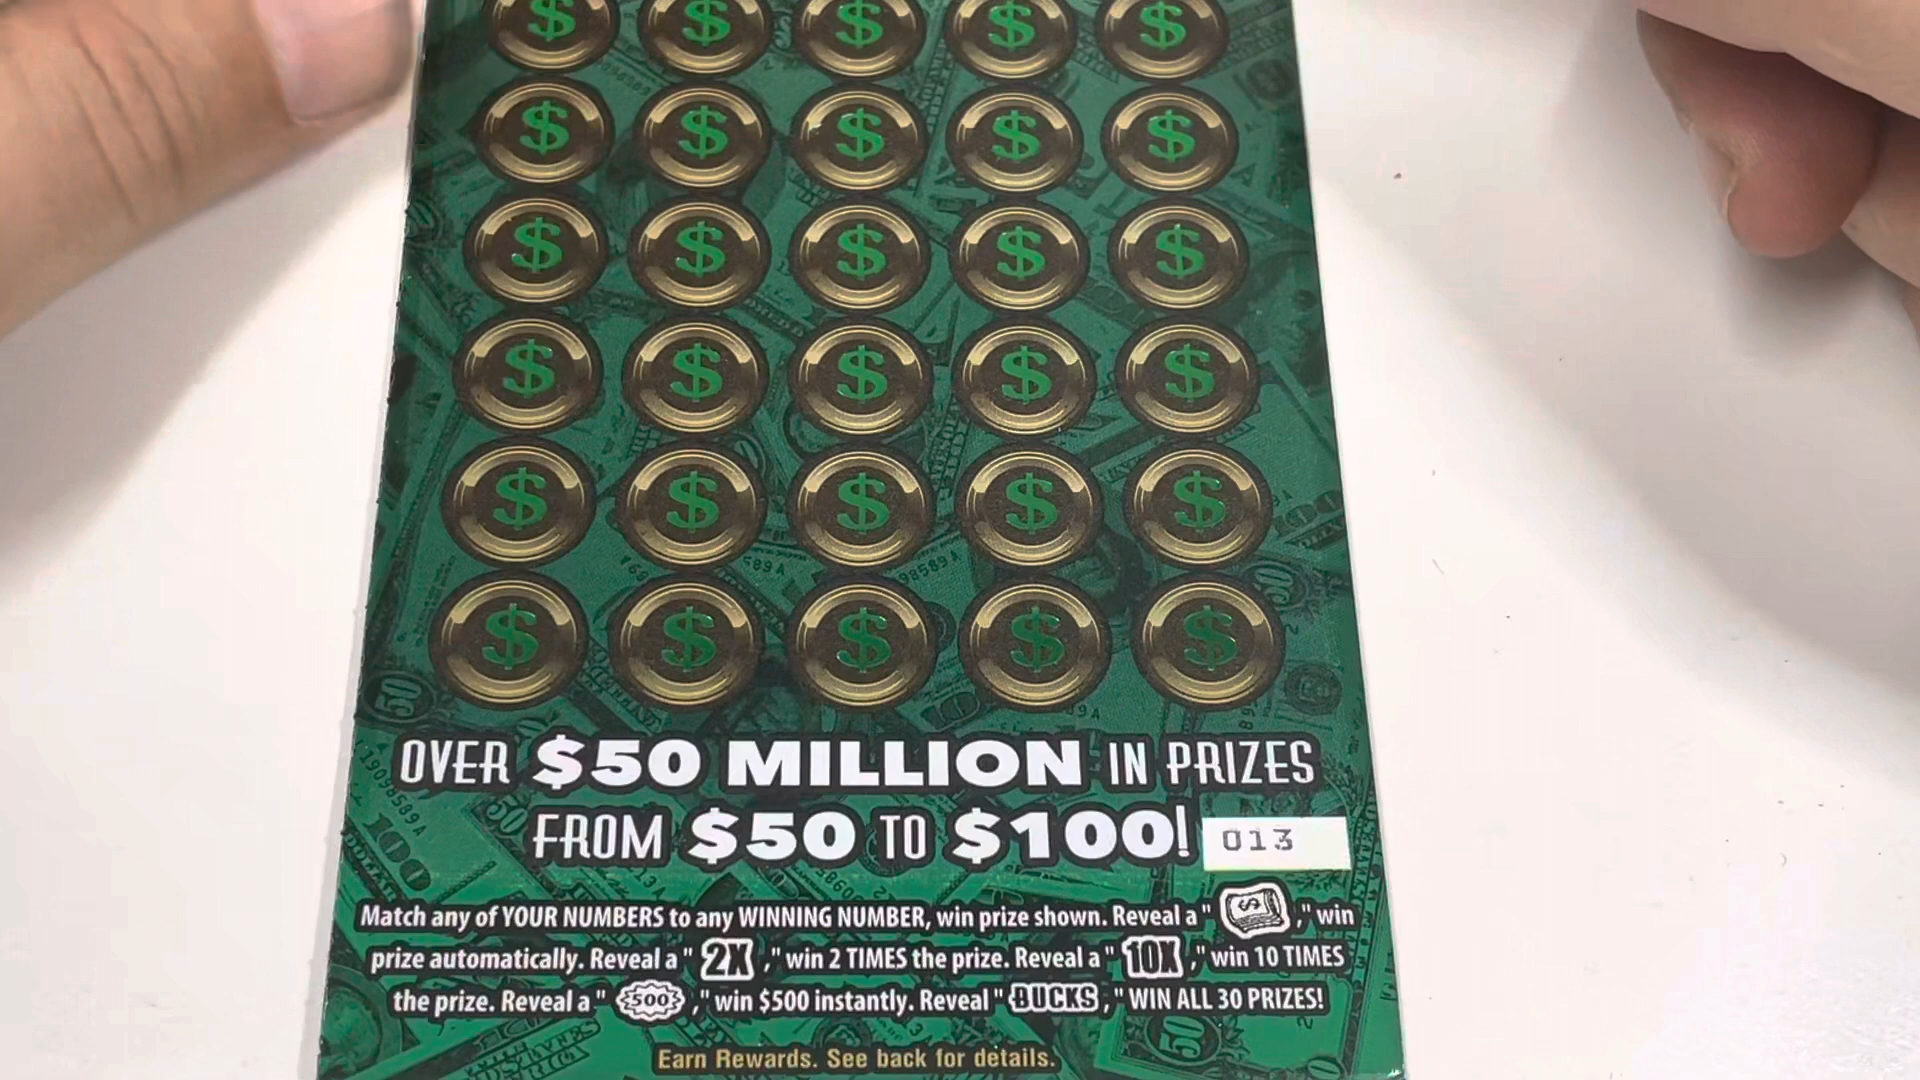 OVER $50 MILLION IN PRIZES
FROM $50 TO $100! 013
Match any of YOUR NUMBERS to any WINNING NUMBER, win prize shown. Reveal a " $ ," win
prize automatically. Reveal a " 2X ," win 2 TIMES the prize. Reveal a " 10X ," win 10 TIMES
the prize. Reveal a " $500 ," win $500 instantly. Reveal " BUCKS ," WIN ALL 30 PRIZES!
Earn Rewards. See back for details.